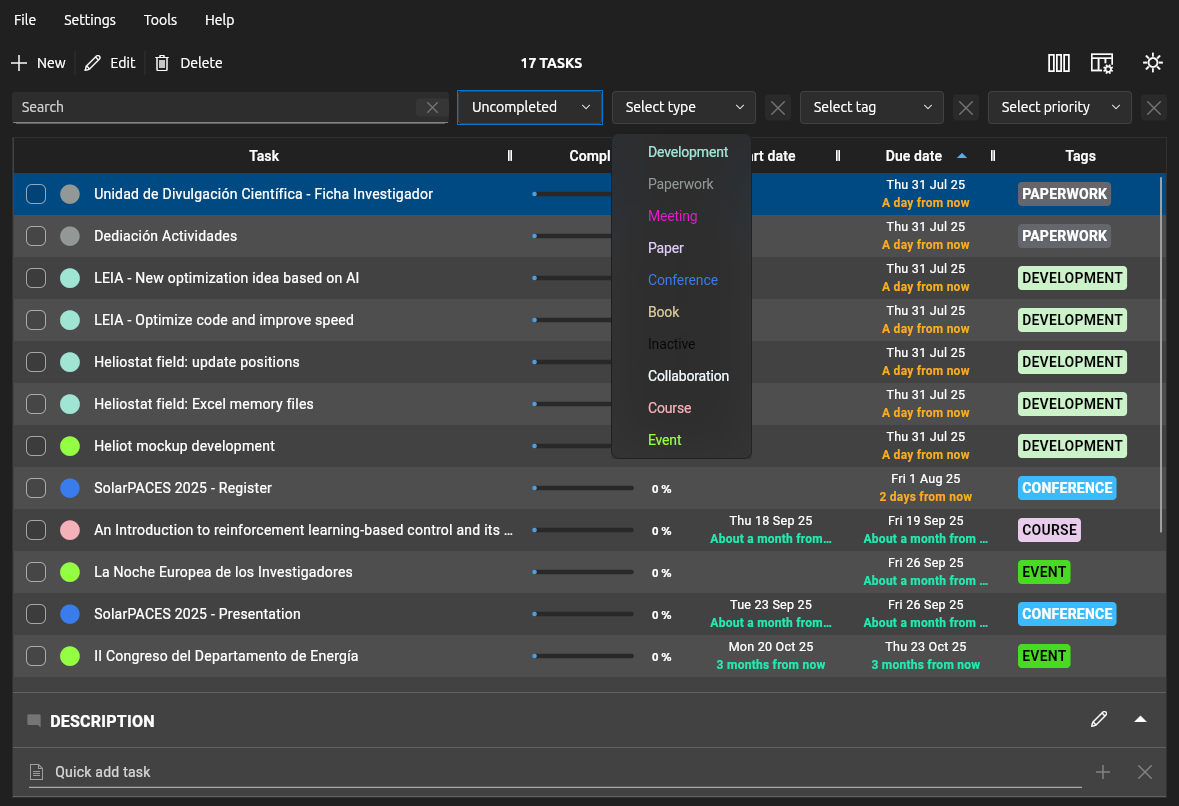 File Settings Tools Help
New Edit Delete 17 TASKS
Search Uncompleted Select type Select tag Select priority
Task Compl rt date Due date Tags
Unidad de Divulgación Científica - Ficha Investigador Thu 31 Jul 25 PAPERWORK
A day from now
Dediación Actividades Thu 31 Jul 25 PAPERWORK
A day from now
LEIA - New optimization idea based on AI Thu 31 Jul 25 DEVELOPMENT
A day from now
LEIA - Optimize code and improve speed Thu 31 Jul 25 DEVELOPMENT
A day from now
Heliostat field: update positions Thu 31 Jul 25 DEVELOPMENT
A day from now
Heliostat field: Excel memory files Thu 31 Jul 25 DEVELOPMENT
A day from now
Heliot mockup development Thu 31 Jul 25 DEVELOPMENT
A day from now
Development
Paperwork
Meeting
Paper
Conference
Book
Inactive
Collaboration
Course
Event
SolarPACES 2025 - Register 0 % Fri 1 Aug 25 CONFERENCE
2 days from now
An Introduction to reinforcement learning-based control and its ... 0 % Thu 18 Sep 25 Fri 19 Sep 25 COURSE
About a month from... About a month from ...
La Noche Europea de los Investigadores 0 % Fri 26 Sep 25 EVENT
About a month from ...
SolarPACES 2025 - Presentation 0 % Tue 23 Sep 25 Fri 26 Sep 25 CONFERENCE
About a month from... About a month from ...
II Congreso del Departamento de Energía 0 % Mon 20 Oct 25 Thu 23 Oct 25 EVENT
3 months from now 3 months from now
DESCRIPTION
Quick add task